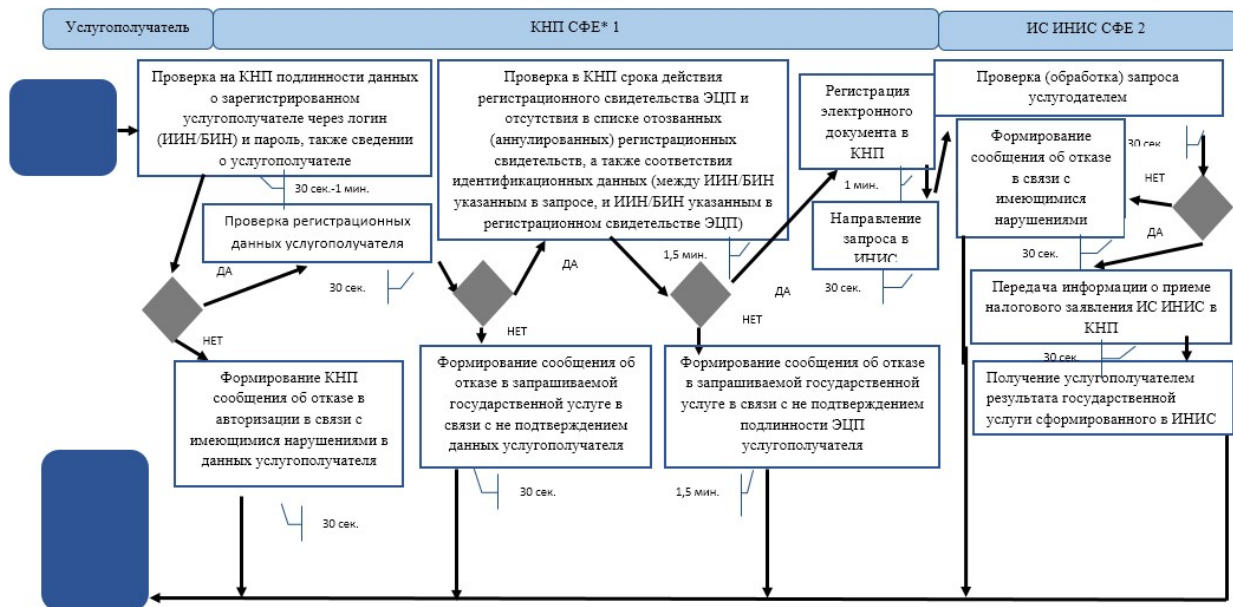 Услугополучатель
КНП СФЕ* 1
ИС ИНИС СФЕ 2
Проверка на КНП подлинности данных
о зарегистрированном
услугополучателе через логин
(ИИН/БИН) и пароль, также сведении
о услугополучателе
30 сек.-1 мин.
Проверка регистрационных
данных услугополучателя
ДА
30 сек.
НЕТ
Формирование КНП
сообщения об отказе в
авторизации в связи с
имеющимися нарушениями в
данных услугополучателя
30 сек.
Проверка в КНП срока действия
регистрационного свидетельства ЭЦП и
отсутствия в списке отозванных
(аннулированных) регистрационных
свидетельств, а также соответствия
идентификационных данных (между ИИН/БИН
указанным в запросе, и ИИН/БИН указанным в
регистрационном свидетельстве ЭЦП)
1,5 мин.
ДА
НЕТ
Формирование сообщения об
отказе в запрашиваемой
государственной услуге в
связи с не подтверждением
данных услугополучателя
30 сек.
ДА
НЕТ
Формирование сообщения об
отказе в запрашиваемой государственной
услуге в связи с не подтверждением
подлинности ЭЦП
услугополучателя
1,5 мин.
Регистрация
электронного
документа в
КНП
1 мин.
Направление
запроса в
ИНИС
30 сек.
Проверка (обработка) запроса
услугодателем
30 сек.
Формирование
сообщения об отказе
в связи с
имеющимися
нарушениями
НЕТ
ДА
30 сек.
Передача информации о приеме
налогового заявления ИС ИНИС в
КНП
30 сек.
Получение услугополучателем
результата государственной
услуги сформированного в ИНИС